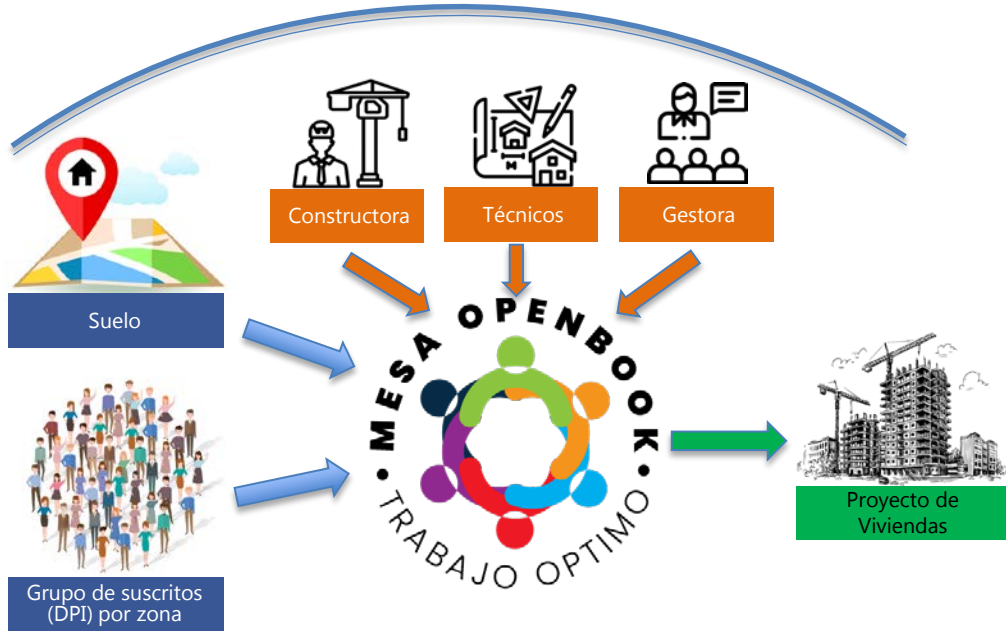 Constructora
Técnicos
Gestora
Suelo
MESA OPENBOOK
TRABAJO OPTIMO
Proyecto de
Viviendas
Grupo de suscritos
(DPI) por zona